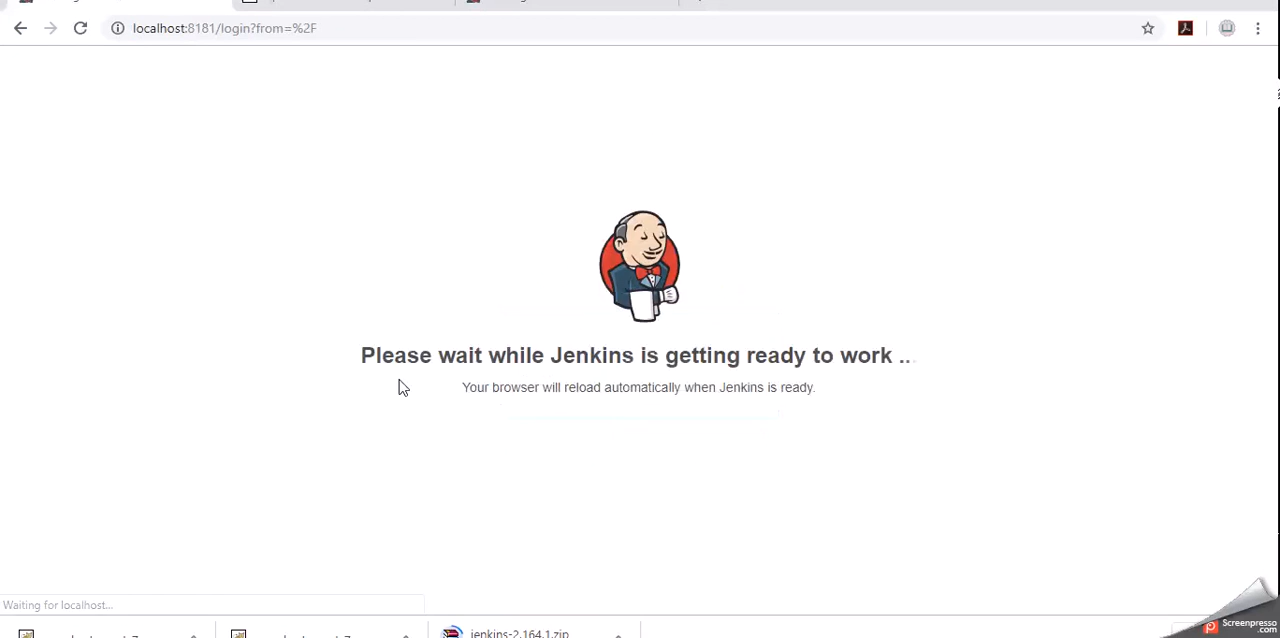 localhost:8181/login?from=%2F
Please wait while Jenkins is getting ready to work ...
Your browser will reload automatically when Jenkins is ready.
Waiting for localhost...
jenkins-2.164.1.zip
Screenpresso
.com